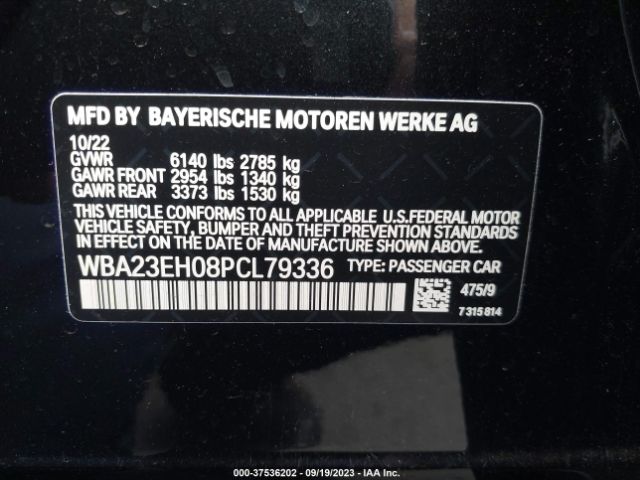 MFD BY BAYERISCHE MOTOREN WERKE AG
10/22
GVWR 6140 lbs 2785 kg
GAWR FRONT 2954 lbs 1340 kg
GAWR REAR 3373 lbs 1530 kg
THIS VEHICLE CONFORMS TO ALL APPLICABLE U.S.FEDERAL MOTOR
VEHICLE SAFETY, BUMPER AND THEFT PREVENTION STANDARDS
IN EFFECT ON THE DATE OF MANUFACTURE SHOWN ABOVE.
WBA23EH08PCL79336 TYPE: PASSENGER CAR
475/9
7 315 814
000-37536202 - 09/19/2023 - IAA Inc.